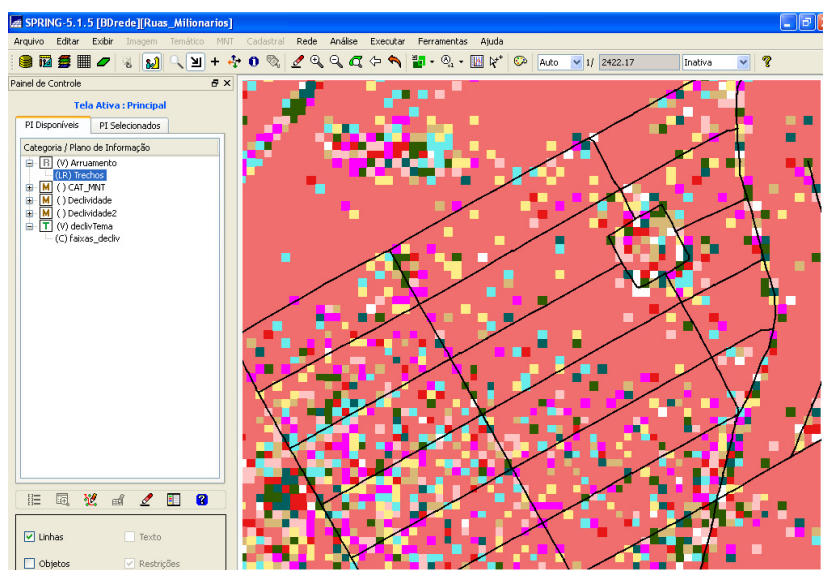 SPRING-5.1.5 [BDrede][Ruas_Milionarios]
Arquivo Editar Exibir Imagem Temático MNT Cadastral Rede Análise Executar Ferramentas Ajuda
Auto 1/ 2422.17 Inativa
Painel de Controle
Tela Ativa : Principal
PI Disponíveis PI Selecionados
Categoria / Plano de Informação
R (V) Arruamento
(LR) Trechos
M ( ) CAT_MNT
M ( ) Declividade
M ( ) Declividade2
T (V) declivTema
(C) faixas_decliv
Linhas Texto
Objetos Restrições